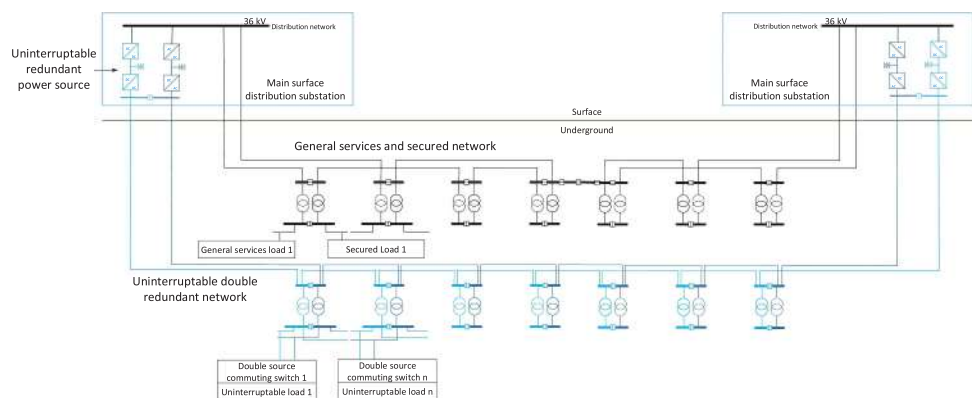 36 kV
Distribution network
Uninterruptable
redundant
power source
Main surface
distribution substation
36 kV
Distribution network
Main surface
distribution substation
Surface
Underground
General services and secured network
General services load 1
Secured Load 1
Uninterruptable double
redundant network
Double source
commuting switch 1
Uninterruptable load 1
Double source
commuting switch n
Uninterruptable load n